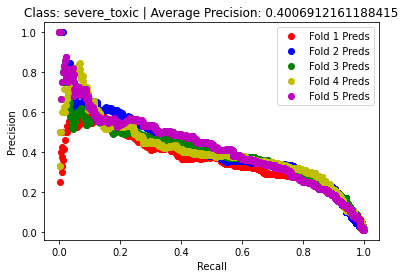 Class: severe_toxic | Average Precision: 0.4006912161188415
Fold 1 Preds
Fold 2 Preds
Fold 3 Preds
Fold 4 Preds
Fold 5 Preds
Precision
1.0
0.8
0.6
0.4
0.2
0.0
0.0 0.2 0.4 0.6 0.8 1.0
Recall